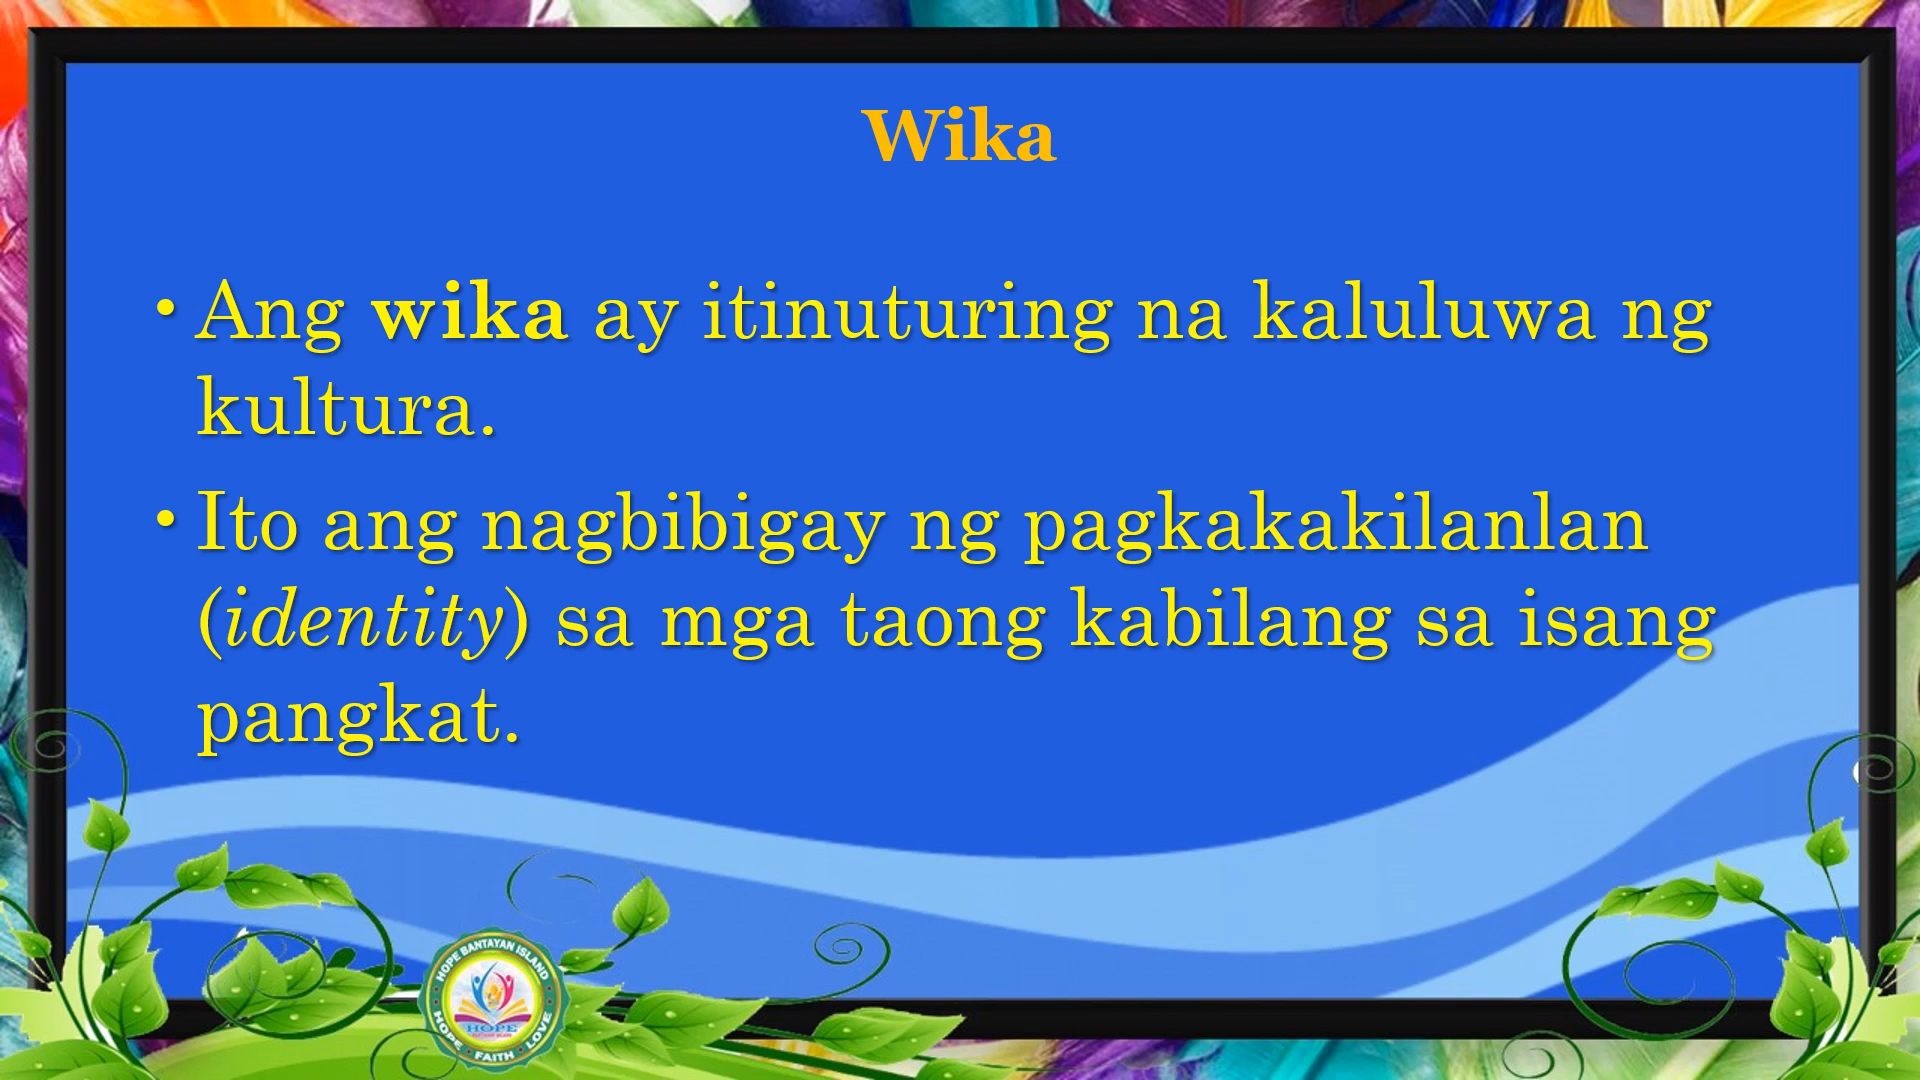 Wika
• Ang wika ay itinuturing na kaluluwa ng
kultura.
• Ito ang nagbibigay ng pagkakakilanlan
(identity) sa mga taong kabilang sa isang
pangkat.
HOPE BANTAYAN ISLAND
HOPE
HOPE • FAITH • LOVE